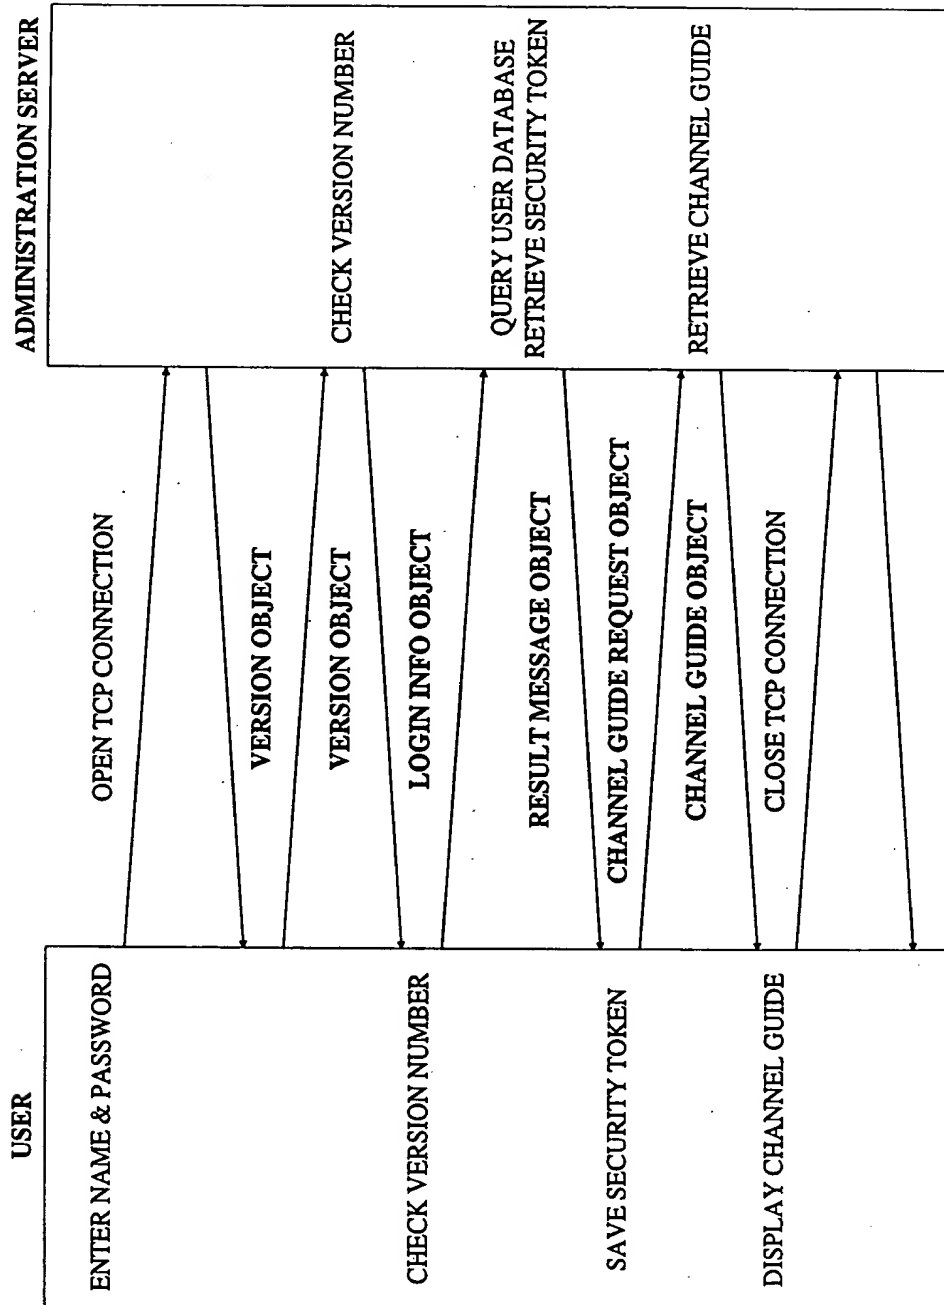 USER
ADMINISTRATION SERVER
ENTER NAME & PASSWORD
OPEN TCP CONNECTION
VERSION OBJECT
VERSION OBJECT
CHECK VERSION NUMBER
CHECK VERSION NUMBER
LOGIN INFO OBJECT
QUERY USER DATABASE
RETRIEVE SECURITY TOKEN
RESULT MESSAGE OBJECT
SAVE SECURITY TOKEN
CHANNEL GUIDE REQUEST OBJECT
RETRIEVE CHANNEL GUIDE
CHANNEL GUIDE OBJECT
DISPLAY CHANNEL GUIDE
CLOSE TCP CONNECTION